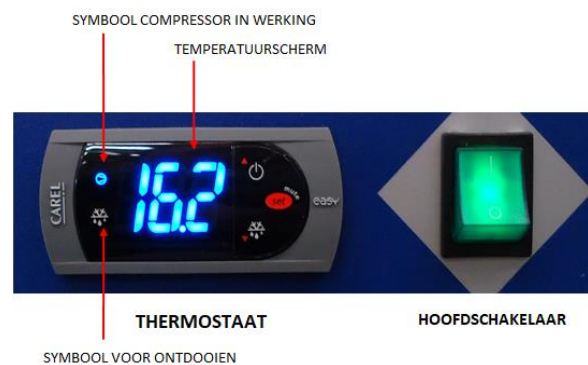 SYMBOOL COMPRESSOR IN WERKING
TEMPERATUURSCHERM
CAREL
16.2
mute
set
easy
THERMOSTAAT
HOOFDSCHAKELAAR
SYMBOOL VOOR ONTDOOIEN